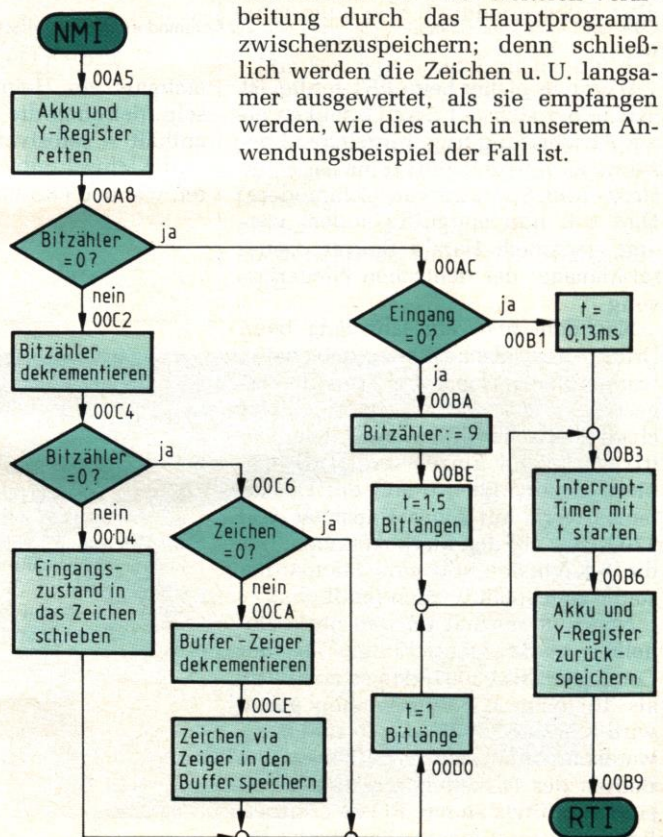 beitung durch das Hauptprogramm
zwischenzuspeichern; denn schließ-
lich werden die Zeichen u. U. langsa-
mer ausgewertet, als sie empfangen
werden, wie dies auch in unserem An-
wendungsbeispiel der Fall ist.
NMI
00A5
Akku und
Y-Register
retten
00A8
Bitzähler
=0?
ja
nein
00C2
Bitzähler
dekrementieren
00C4
Bitzähler
=0?
ja
nein
00D4
Eingangs-
zustand in
das Zeichen
schieben
00C6
Zeichen
=0?
ja
nein
00CA
Buffer-Zeiger
dekrementieren
00CE
Zeichen via
Zeiger in den
Buffer speichern
00AC
Eingang
=0?
ja
00B1
t =
0,13ms
ja
00BA
Bitzähler:= 9
00BE
t=1,5
Bitlängen
t=1
Bitlänge
00D0
00B3
Interrupt-
Timer mit
t starten
00B6
Akku und
Y-Register
zurück-
speichern
00B9
RTI